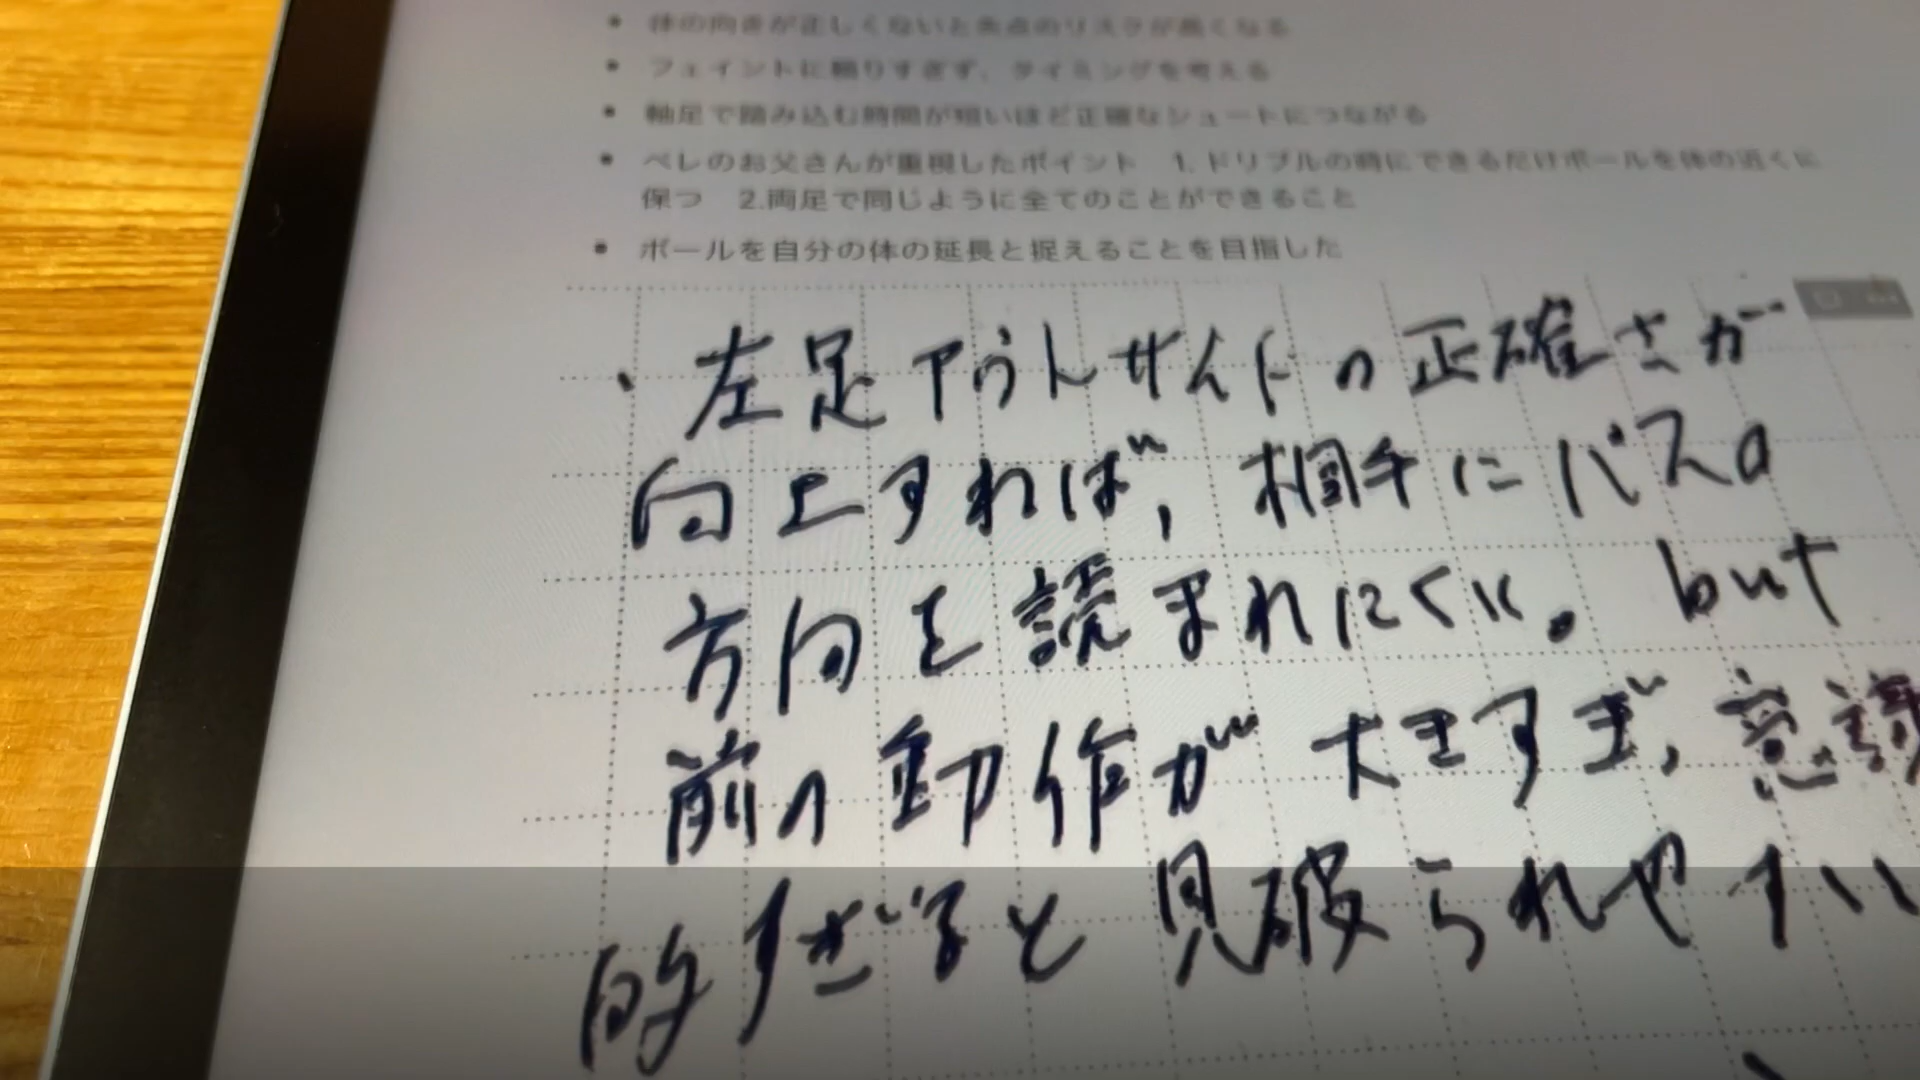 • 体の向きが正しくないと失点のリスクが高くなる
• フェイントに頼りすぎず、タイミングを考える
• 軸足で踏み込む時間が短いほど正確なシュートにつながる
• ペレのお父さんが重視したポイント　1. ドリブルの時にできるだけボールを体の近くに
保つ　2.両足で同じように全てのことができること
• ボールを自分の体の延長と捉えることを目指した
・左足アウトサイドの正確さが
向上すれば，相手にパスの
方向を読まれにくい。but
前の動作が大きすぎ，意識
的すぎると見破られやすい